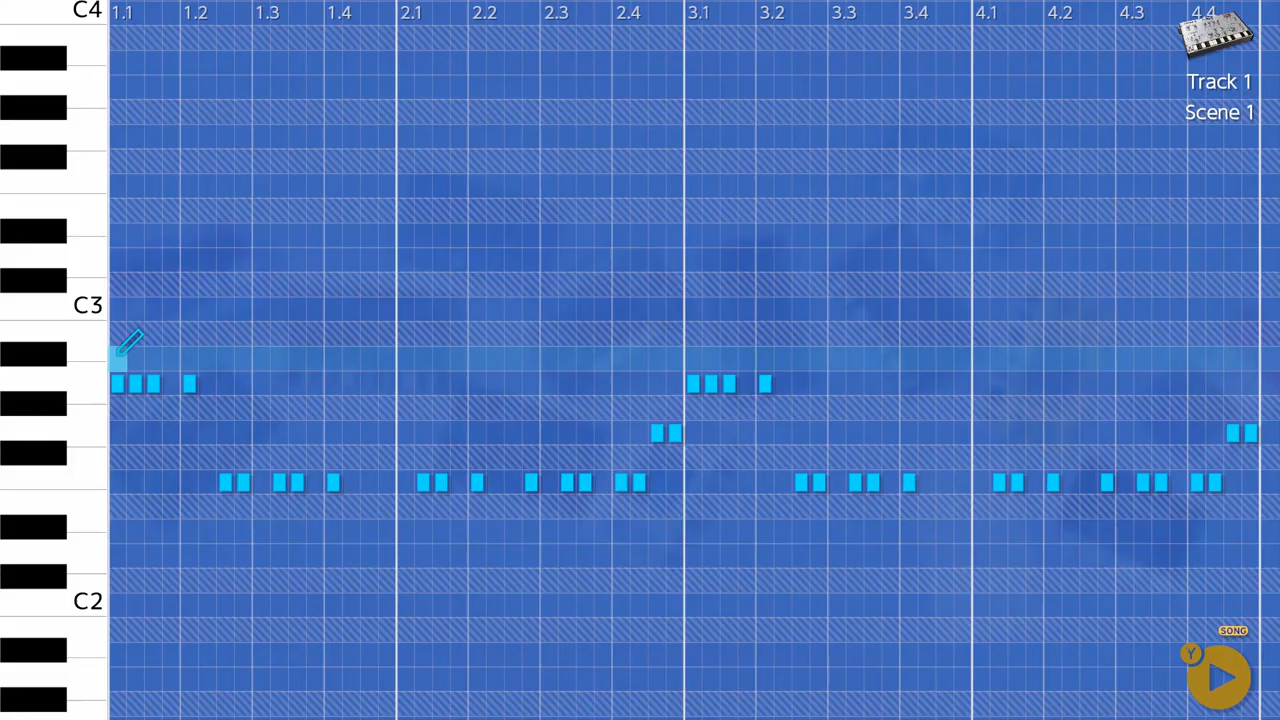 C4 1.1 1.2 1.3 1.4 2.1 2.2 2.3 2.4 3.1 3.2 3.3 3.4 4.1 4.2 4.3 4.4
Track 1
Scene 1
C3
C2
SONG
Y